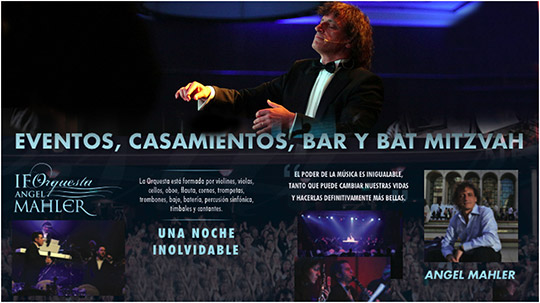 EVENTOS, CASAMIENTOS, BAR Y BAT MITZVAH
IF Orquesta
ANGEL
MAHLER
La Orquesta está formada por violines, violas,
cellos, oboe, flauta, cornos, trompetas,
trombones, bajo, bateria, percusión sinfónica,
timbales y cantantes.
UNA NOCHE
INOLVIDABLE
“
EL PODER DE LA MÚSICA ES INIGUALABLE,
TANTO QUE PUEDE CAMBIAR NUESTRAS VIDAS
Y HACERLAS DEFINITIVAMENTE MÁS BELLAS.
”
ANGEL MAHLER